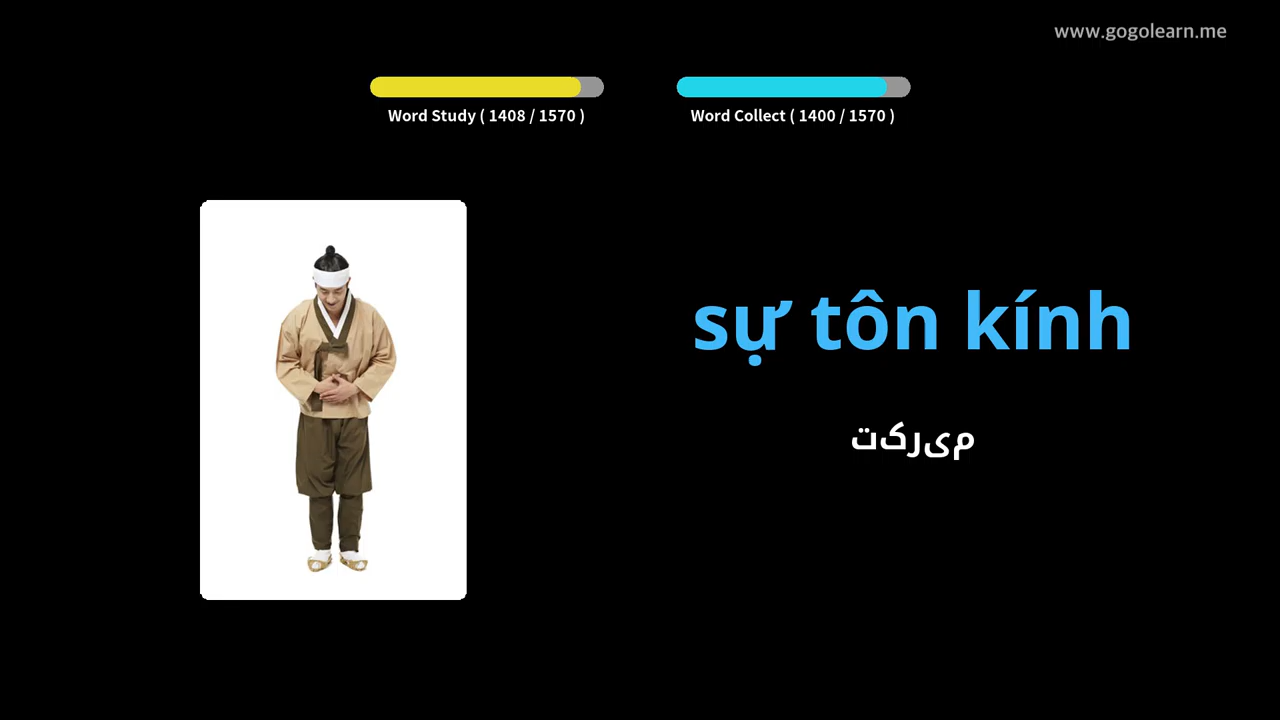 www.gogolearn.me
Word Study ( 1408 / 1570 )
Word Collect ( 1400 / 1570 )
sự tôn kính
تکریم